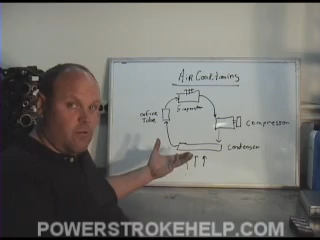 Air Conditioning
Evaporator
orifice
Tube
Compressor
Condenser
POWERSTROKEHELP.COM